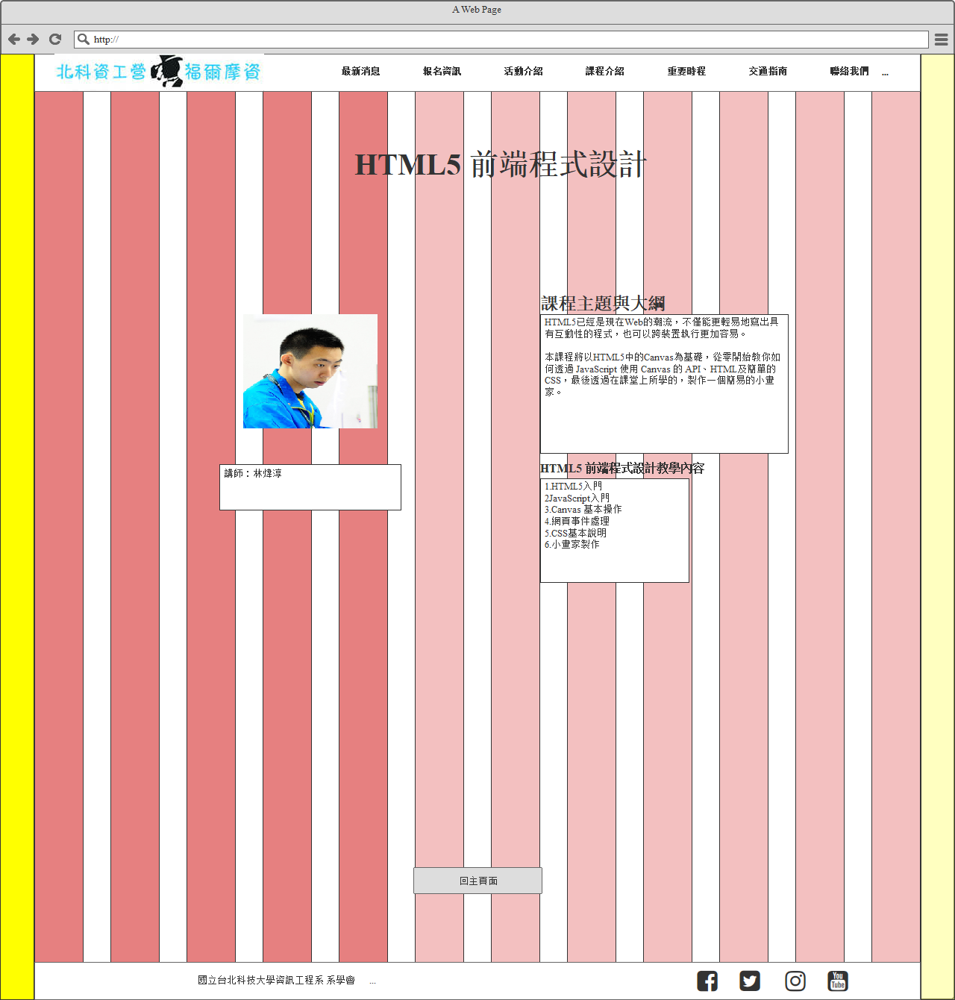 A Web Page
http://
北科資工營 福爾摩資
最新消息 報名資訊 活動介紹 課程介紹 重要時程 交通指南 聯絡我們 ...
HTML5 前端程式設計
課程主題與大綱
HTML5已經是現在Web的潮流，不僅能更輕易地寫出具
有互動性的程式，也可以跨裝置執行更加容易。
本課程將以HTML5中的Canvas為基礎，從零開始教你如
何透過 JavaScript 使用 Canvas 的 API、HTML及簡單的
CSS，最後透過在課堂上所學的，製作一個簡易的小畫
家。
講師：林煒淳
HTML5 前端程式設計教學內容
1.HTML5入門
2JavaScript入門
3.Canvas 基本操作
4.網頁事件處理
5.CSS基本說明
6.小畫家製作
回主頁面
國立台北科技大學資訊工程系 系學會 ...
You
Tube